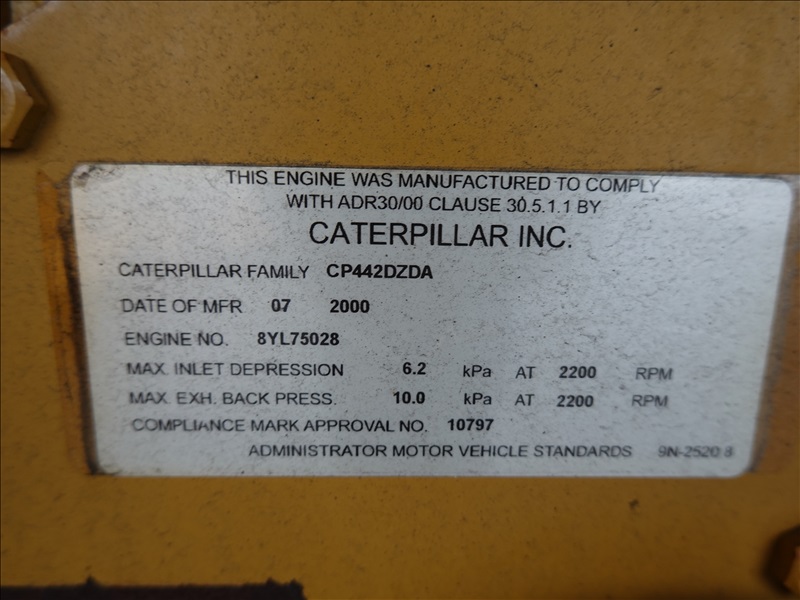 THIS ENGINE WAS MANUFACTURED TO COMPLY
WITH ADR30/00 CLAUSE 30.5.1.1 BY
CATERPILLAR INC.
CATERPILLAR FAMILY CP442DZDA
DATE OF MFR 07 2000
ENGINE NO. 8YL75028
MAX. INLET DEPRESSION 6.2 kPa AT 2200 RPM
MAX. EXH. BACK PRESS. 10.0 kPa AT 2200 RPM
COMPLIANCE MARK APPROVAL NO. 10797
ADMINISTRATOR MOTOR VEHICLE STANDARDS 9N-2520 8